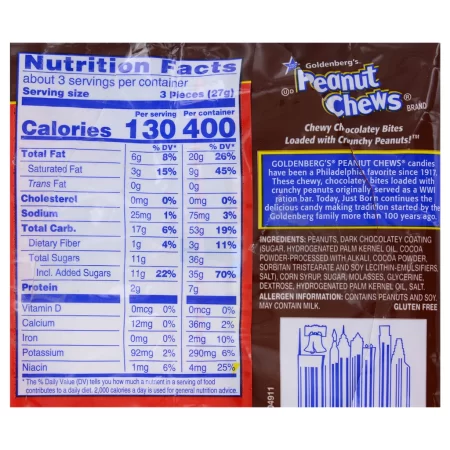 Nutrition Facts
about 3 servings per container
Serving size 3 Pieces (27g)
Per serving Per container
Calories 130 400
% DV* % DV*
Total Fat 6g 8% 20g 26%
Saturated Fat 3g 15% 9g 45%
Trans Fat 0g 0g
Cholesterol 0mg 0% 0mg 0%
Sodium 25mg 1% 75mg 3%
Total Carb. 17g 6% 53g 19%
Dietary Fiber 1g 4% 3g 11%
Total Sugars 11g 36g
Incl. Added Sugars 11g 22% 35g 70%
Protein 2g 7g
Vitamin D 0mcg 0% 0mcg 0%
Calcium 12mg 0% 36mg 2%
Iron 0mg 0% 2mg 10%
Potassium 92mg 2% 290mg 6%
Niacin 1mg 6% 4mg 25%
* The % Daily Value (DV) tells you how much a nutrient in a serving of food
contributes to a daily diet. 2,000 calories a day is used for general nutrition advice.
Goldenberg's
Peanut
Chews®
BRAND
Chewy Chocolatey Bites
Loaded with Crunchy Peanuts!™
GOLDENBERG'S® PEANUT CHEWS® candies
have been a Philadelphia favorite since 1917.
These chewy, chocolatey bites loaded with
crunchy peanuts originally served as a WWI
ration bar. Today, Just Born continues the
delicious candy making tradition started by the
Goldenberg family more than 100 years ago.
INGREDIENTS: PEANUTS, DARK CHOCOLATEY COATING
(SUGAR, HYDROGENATED PALM KERNEL OIL, COCOA
POWDER-PROCESSED WITH ALKALI, COCOA POWDER,
SORBITAN TRISTEARATE AND SOY LECITHIN-EMULSIFIERS,
SALT), CORN SYRUP, SUGAR, MOLASSES, GLYCERINE,
DEXTROSE, HYDROGENATED PALM KERNEL OIL, SALT.
ALLERGEN INFORMATION: CONTAINS PEANUTS AND SOY.
MAY CONTAIN MILK. GLUTEN FREE
04911